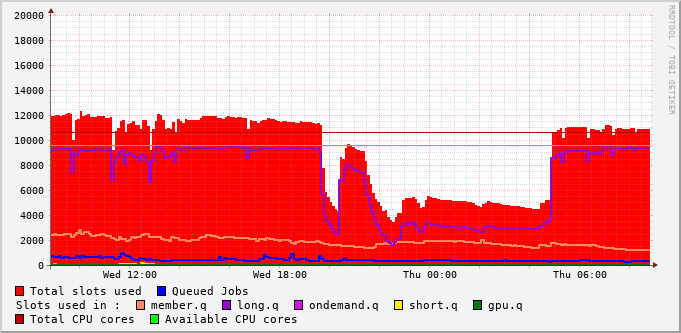 RRDTOOL / TOBI OETIKER
20000
18000
16000
14000
12000
10000
8000
6000
4000
2000
0
Wed 12:00 Wed 18:00 Thu 00:00 Thu 06:00
Total slots used Queued Jobs
Slots used in : member.q long.q ondemand.q short.q gpu.q
Total CPU cores Available CPU cores